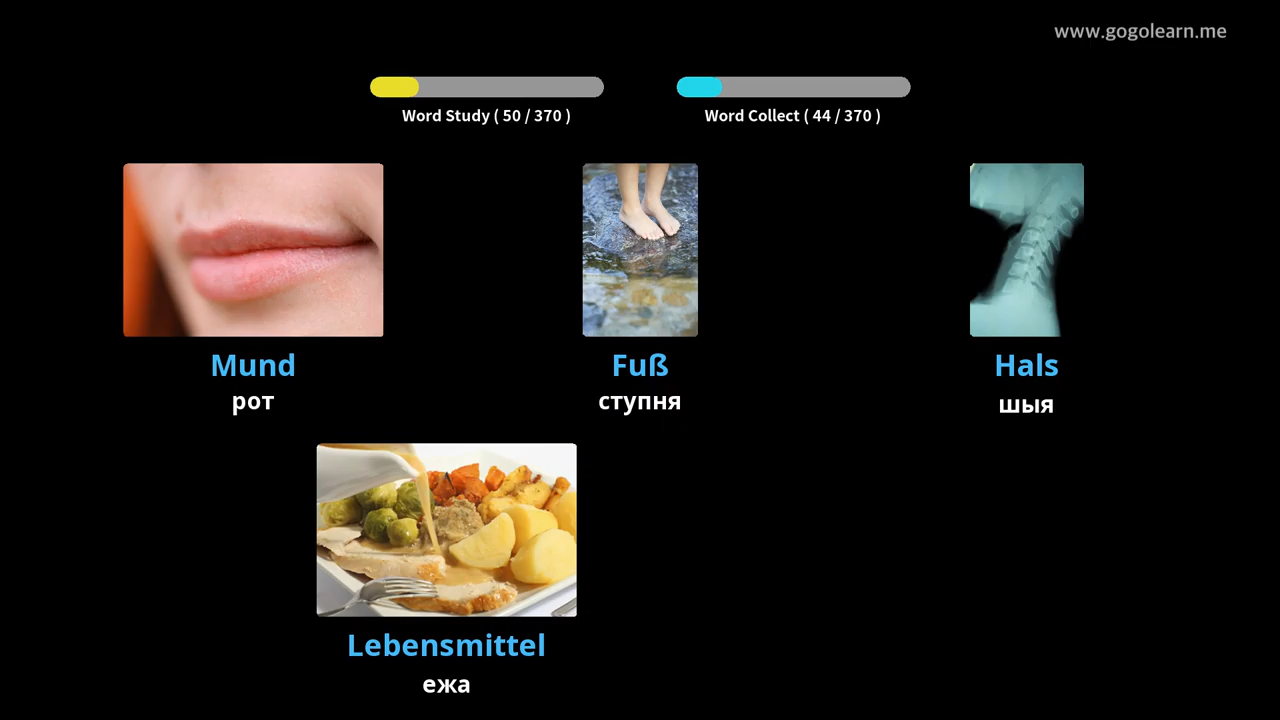 www.gogolearn.me
Word Study ( 50 / 370 )
Word Collect ( 44 / 370 )
Mund
рот
Fuß
ступня
Hals
шыя
Lebensmittel
ежа